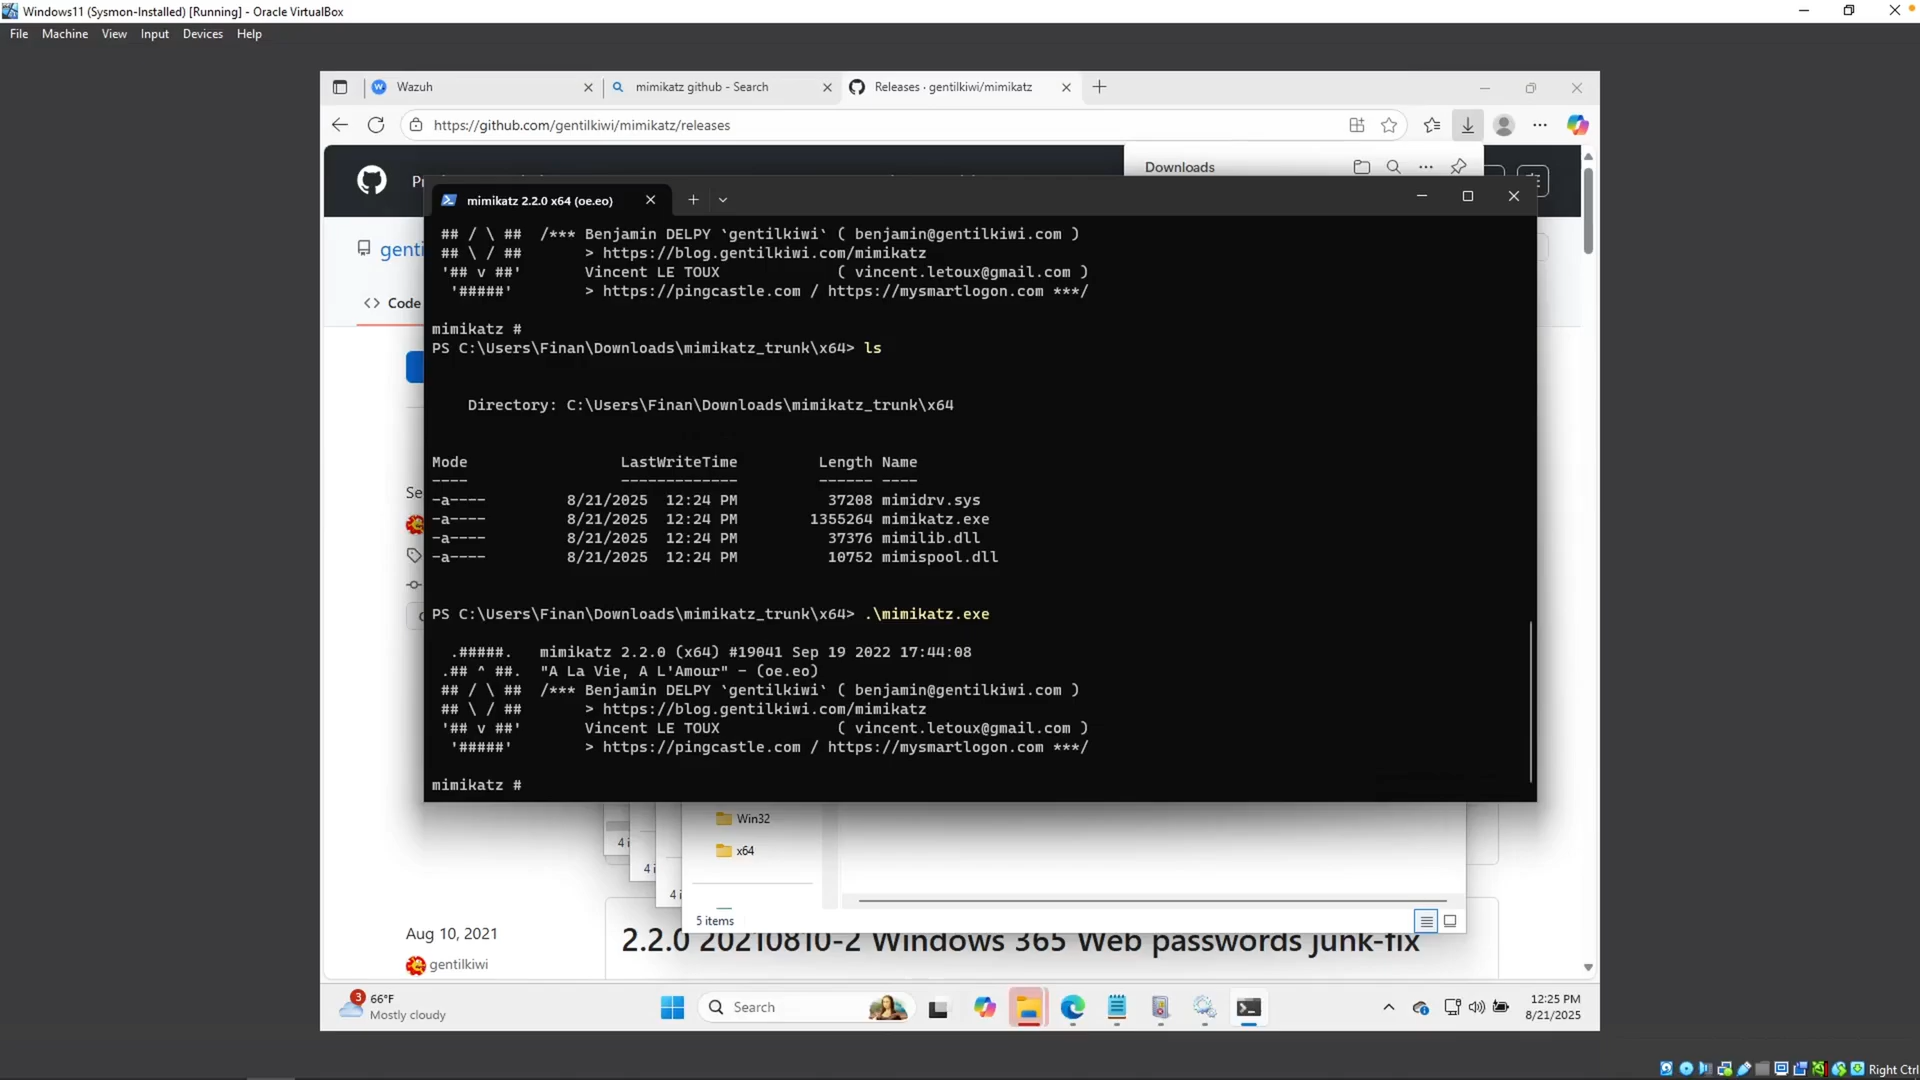 Windows11 (Sysmon-Installed) [Running] - Oracle VirtualBox
File Machine View Input Devices Help
Wazuh
mimikatz github - Search
Releases · gentilkiwi/mimikatz
https://github.com/gentilkiwi/mimikatz/releases
Downloads
mimikatz 2.2.0 x64 (oe.eo)
genti
<> Code
## / \ ##  /*** Benjamin DELPY `gentilkiwi` ( benjamin@gentilkiwi.com )
## \ / ##       > https://blog.gentilkiwi.com/mimikatz
'## v ##'       Vincent LE TOUX             ( vincent.letoux@gmail.com )
'#####'        > https://pingcastle.com / https://mysmartlogon.com ***/
mimikatz #
PS C:\Users\Finan\Downloads\mimikatz_trunk\x64> ls
Directory: C:\Users\Finan\Downloads\mimikatz_trunk\x64
Mode                 LastWriteTime         Length Name
----                 -------------         ------ ----
-a----         8/21/2025  12:24 PM          37208 mimidrv.sys
-a----         8/21/2025  12:24 PM        1355264 mimikatz.exe
-a----         8/21/2025  12:24 PM          37376 mimilib.dll
-a----         8/21/2025  12:24 PM          10752 mimispool.dll
PS C:\Users\Finan\Downloads\mimikatz_trunk\x64> .\mimikatz.exe
.#####.   mimikatz 2.2.0 (x64) #19041 Sep 19 2022 17:44:08
.## ^ ##.  "A La Vie, A L'Amour" - (oe.eo)
## / \ ##  /*** Benjamin DELPY `gentilkiwi` ( benjamin@gentilkiwi.com )
## \ / ##       > https://blog.gentilkiwi.com/mimikatz
'## v ##'       Vincent LE TOUX             ( vincent.letoux@gmail.com )
'#####'        > https://pingcastle.com / https://mysmartlogon.com ***/
mimikatz #
Se
Win32
x64
4 i
4 i
4 i
5 items
Aug 10, 2021
gentilkiwi
2.2.0 20210810-2 Windows 365 Web passwords junk-fix
3
66°F
Mostly cloudy
Search
12:25 PM
8/21/2025
Right Ctrl